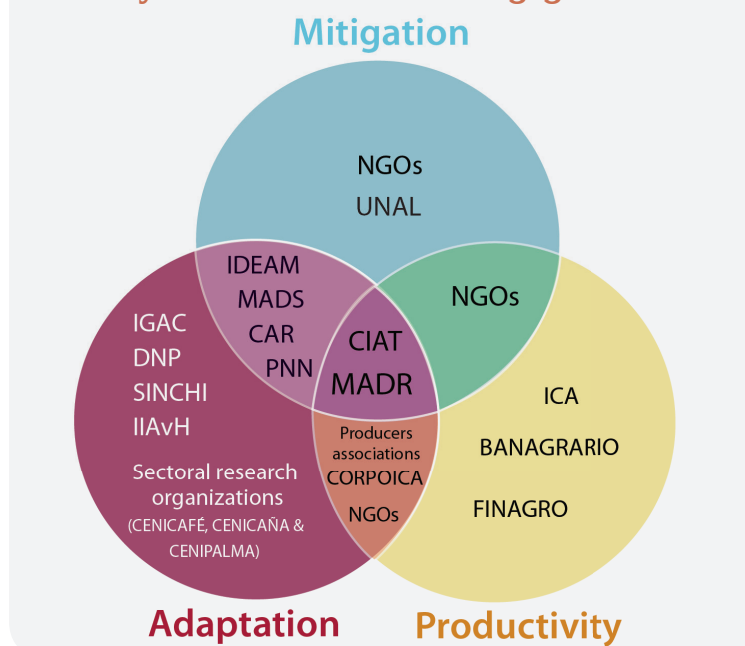 Mitigation
NGOs
UNAL
IDEAM
MADS
CAR
PNN
NGOs
CIAT
MADR
IGAC
DNP
SINCHI
IIAvH
Sectoral research
organizations
(CENICAFÉ, CENICAÑA &
CENIPALMA)
Producers
associations
CORPOICA
NGOs
ICA
BANAGRARIO
FINAGRO
Adaptation
Productivity